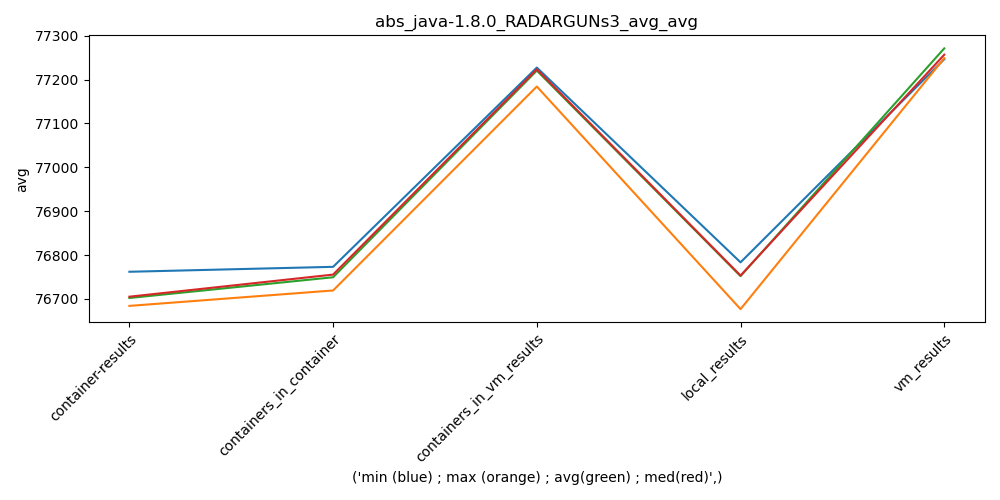 abs_java-1.8.0_RADARGUNs3_avg_avg
77300
77200
77100
77000
76900
76800
76700
avg
container-results
containers_in_container
containers_in_vm_results
local_results
vm_results
('min (blue) ; max (orange) ; avg(green) ; med(red)',)